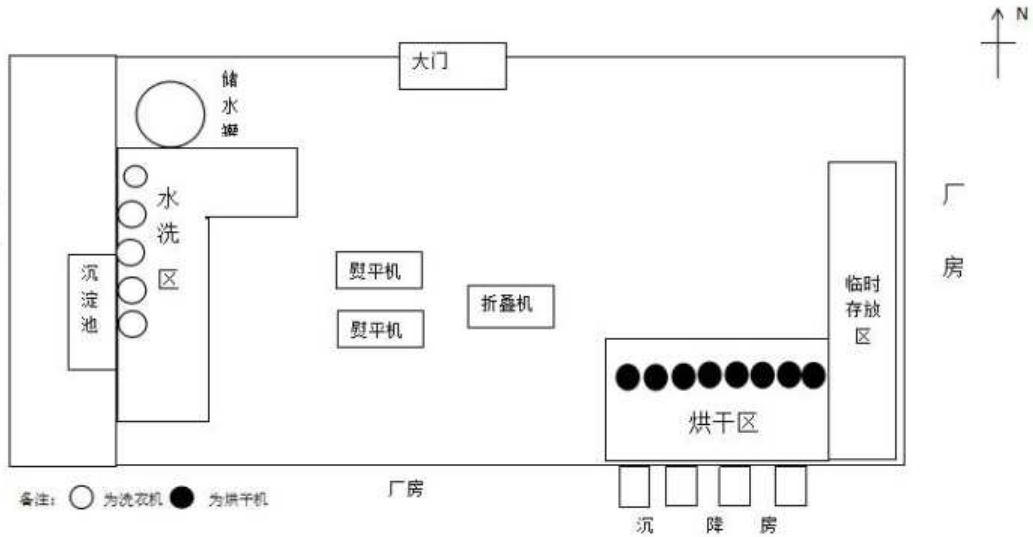 N
大门
储水罐
水洗区
厂房
沉淀池
熨平机
熨平机
折叠机
临时
存放
区
烘干区
备注： 为洗衣机 为烘干机
厂房
沉 降 房